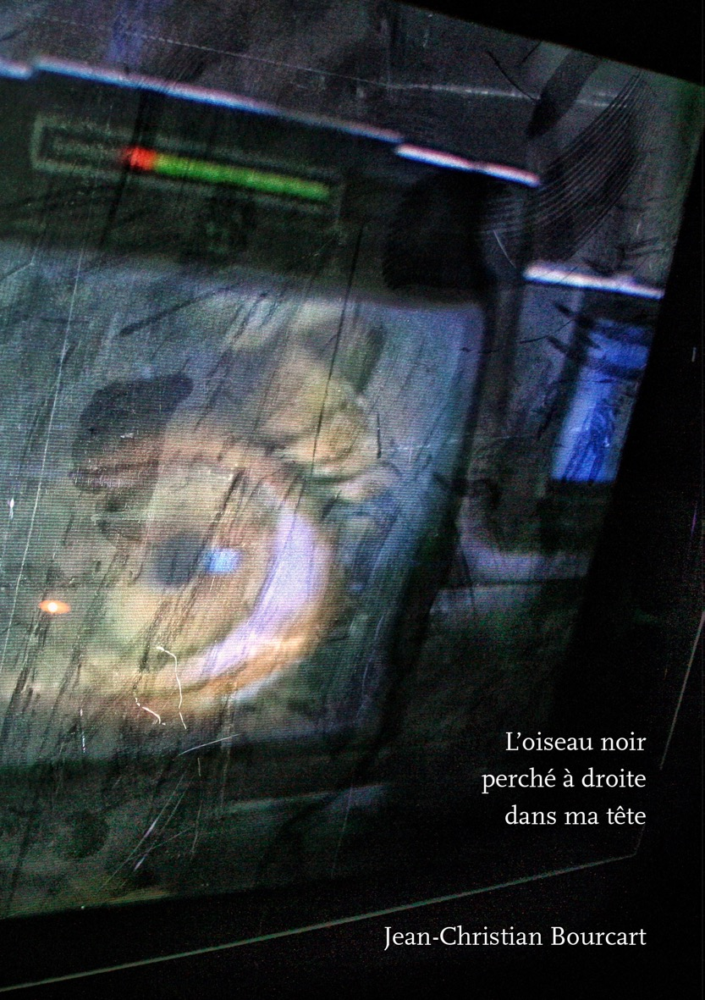 L’oiseau noir
perché à droite
dans ma tête
Jean-Christian Bourcart